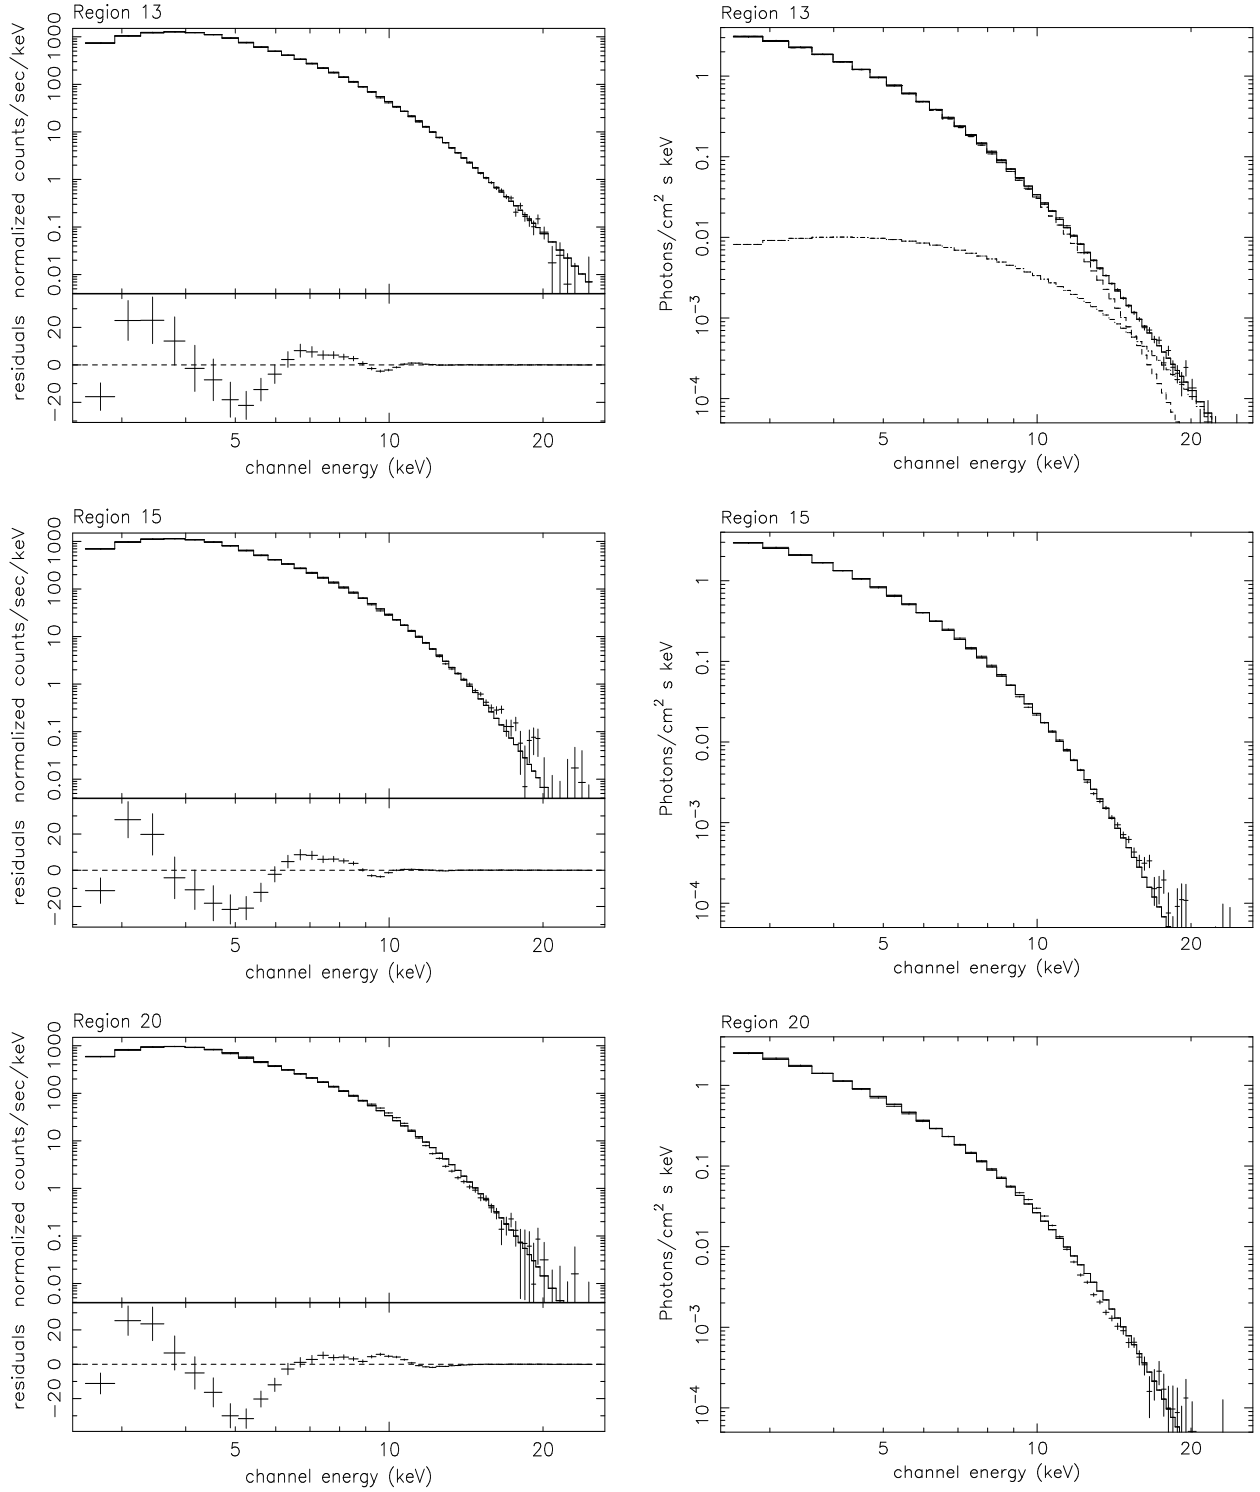 Region 13
normalized counts/sec/keV
1000
100
10
1
0.1
0.01
residuals
20
0
−20
5
10
20
channel energy (keV)
Region 13
Photons/cm² s keV
1
0.1
0.01
10⁻³
10⁻⁴
5
10
20
channel energy (keV)
Region 15
normalized counts/sec/keV
1000
100
10
1
0.1
0.01
residuals
20
0
−20
5
10
20
channel energy (keV)
Region 15
Photons/cm² s keV
1
0.1
0.01
10⁻³
10⁻⁴
5
10
20
channel energy (keV)
Region 20
normalized counts/sec/keV
1000
100
10
1
0.1
0.01
residuals
20
0
−20
5
10
20
channel energy (keV)
Region 20
Photons/cm² s keV
1
0.1
0.01
10⁻³
10⁻⁴
5
10
20
channel energy (keV)